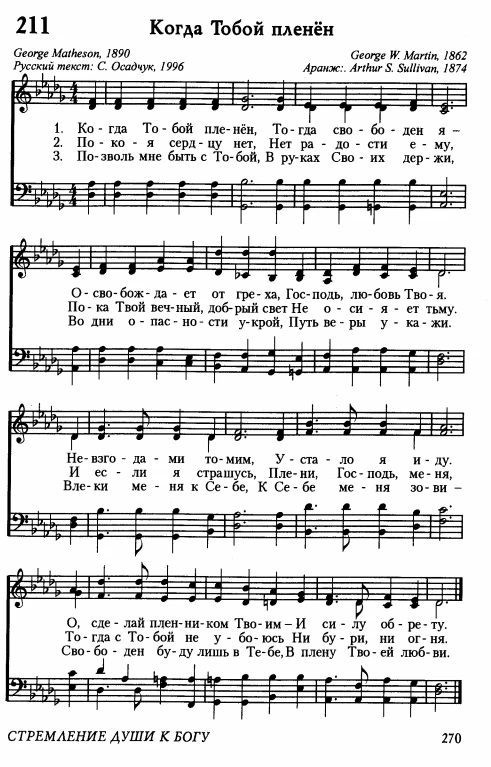 211
Когда Тобой пленён
George Matheson, 1890
George W. Martin, 1862
Русский текст: С. Осадчук, 1996
Аранж.: Arthur S. Sullivan, 1874
1. Ко - гда То - бой пле - нён, То - гда сво - бо - ден я –
2. По - ко - я серд - цу нет, Нет ра - до - сти е - му,
3. По - зволь мне быть с То - бой, В ру - ках Сво - их дер - жи,
О - сво - бож - да - ет от гре - ха, Гос - подь, лю - бовь Тво - я.
По - ка Твой веч - ный, доб - рый свет Не о - си - я - ет тьму.
Во дни о - пас - но - сти у - крой, Путь ве - ры у - ка - жи.
Не - взго - да - ми то - мим, У - ста - ло я и - ду.
И ес - ли я страшусь, Пле - ни, Гос - подь, ме - ня,
Вле - ки ме - ня к Се - бе, К Се - бе ме - ня зо - ви –
О, сде - лай плен - ни - ком Тво - им – И си - лу об - ре - ту.
То - гда с То - бой не у - бо - юсь Ни бу - ри, ни ог - ня.
Сво - бо - ден бу - ду лишь в Те - бе, В плену Тво - ей люб - ви.
СТРЕМЛЕНИЕ ДУШИ К БОГУ
270